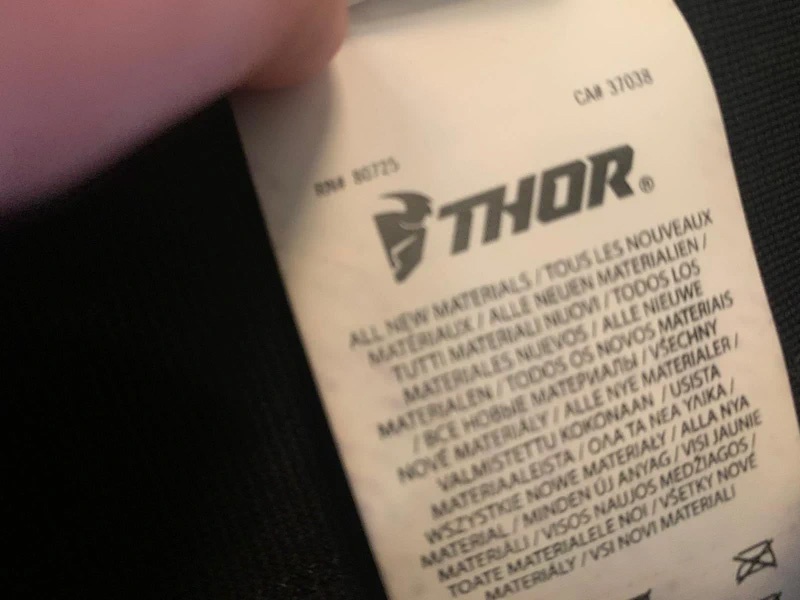 CA# 37038
RN# 80725
THOR®
ALL NEW MATERIALS / TOUS LES NOUVEAUX
MATÉRIAUX / ALLE NEUEN MATERIALIEN /
TUTTI MATERIALI NUOVI / TODOS LOS
MATERIALES NUEVOS / ALLE NIEUWE
MATERIALEN / TODOS OS NOVOS MATERIAIS
/ ВСЕ НОВЫЕ МАТЕРИАЛЫ / VŠECHNY
NOVÉ MATERIÁLY / ALLE NYE MATERIALER /
VALMISTETTU KOKONAAN / USISTA
MATERIAALEISTA / ΟΛΑ ΤΑ ΝΕΑ ΥΛΙΚΑ /
WSZYSTKIE NOWE MATERIAŁY / ALLA NYA
MATERIAL / MINDEN ÚJ ANYAG / VISI JAUNIE
MATERIĀLI / VISOS NAUJOS MEDŽIAGOS /
TOATE MATERIALELE NOI / VŠETKY NOVÉ
MATERIÁLY / VSI NOVI MATERIALI